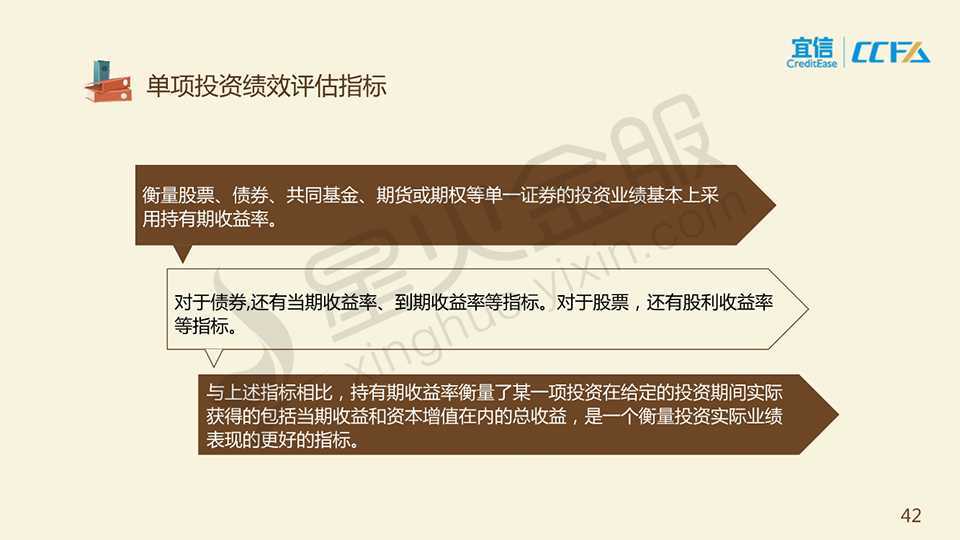 宜信
CreditEase
CCFA
单项投资绩效评估指标
衡量股票、债券、共同基金、期货或期权等单一证券的投资业绩基本上采
用持有期收益率。
对于债券,还有当期收益率、到期收益率等指标。对于股票，还有股利收益率
等指标。
与上述指标相比，持有期收益率衡量了某一项投资在给定的投资期间实际
获得的包括当期收益和资本增值在内的总收益，是一个衡量投资实际业绩
表现的更好的指标。
星火金服
xinghuo.yixin.com
42